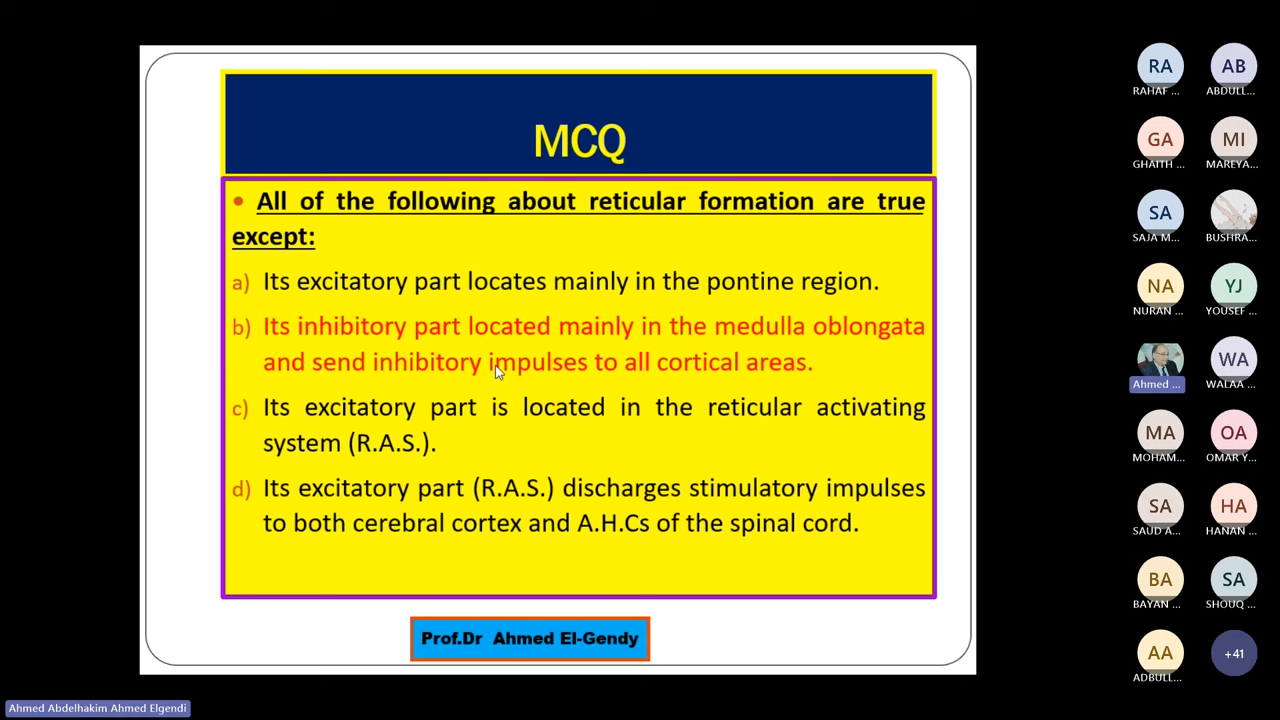 MCQ
• All of the following about reticular formation are true
except:
a) Its excitatory part locates mainly in the pontine region.
b) Its inhibitory part located mainly in the medulla oblongata
and send inhibitory impulses to all cortical areas.
c) Its excitatory part is located in the reticular activating
system (R.A.S.).
d) Its excitatory part (R.A.S.) discharges stimulatory impulses
to both cerebral cortex and A.H.Cs of the spinal cord.
Prof.Dr Ahmed El-Gendy
RA AB
RAHAF ... ABDULL...
GA MI
GHAITH ... MAREYA...
SA
SAJA M... BUSHRA...
NA YJ
NURAN ... YOUSEF ...
WA
Ahmed ... WALAA ...
MA OA
MOHAM... OMAR Y...
SA HA
SAUD A... HANAN ...
BA SA
BAYAN ... SHOUQ ...
AA +41
ADBULL...
Ahmed Abdelhakim Ahmed Elgendi